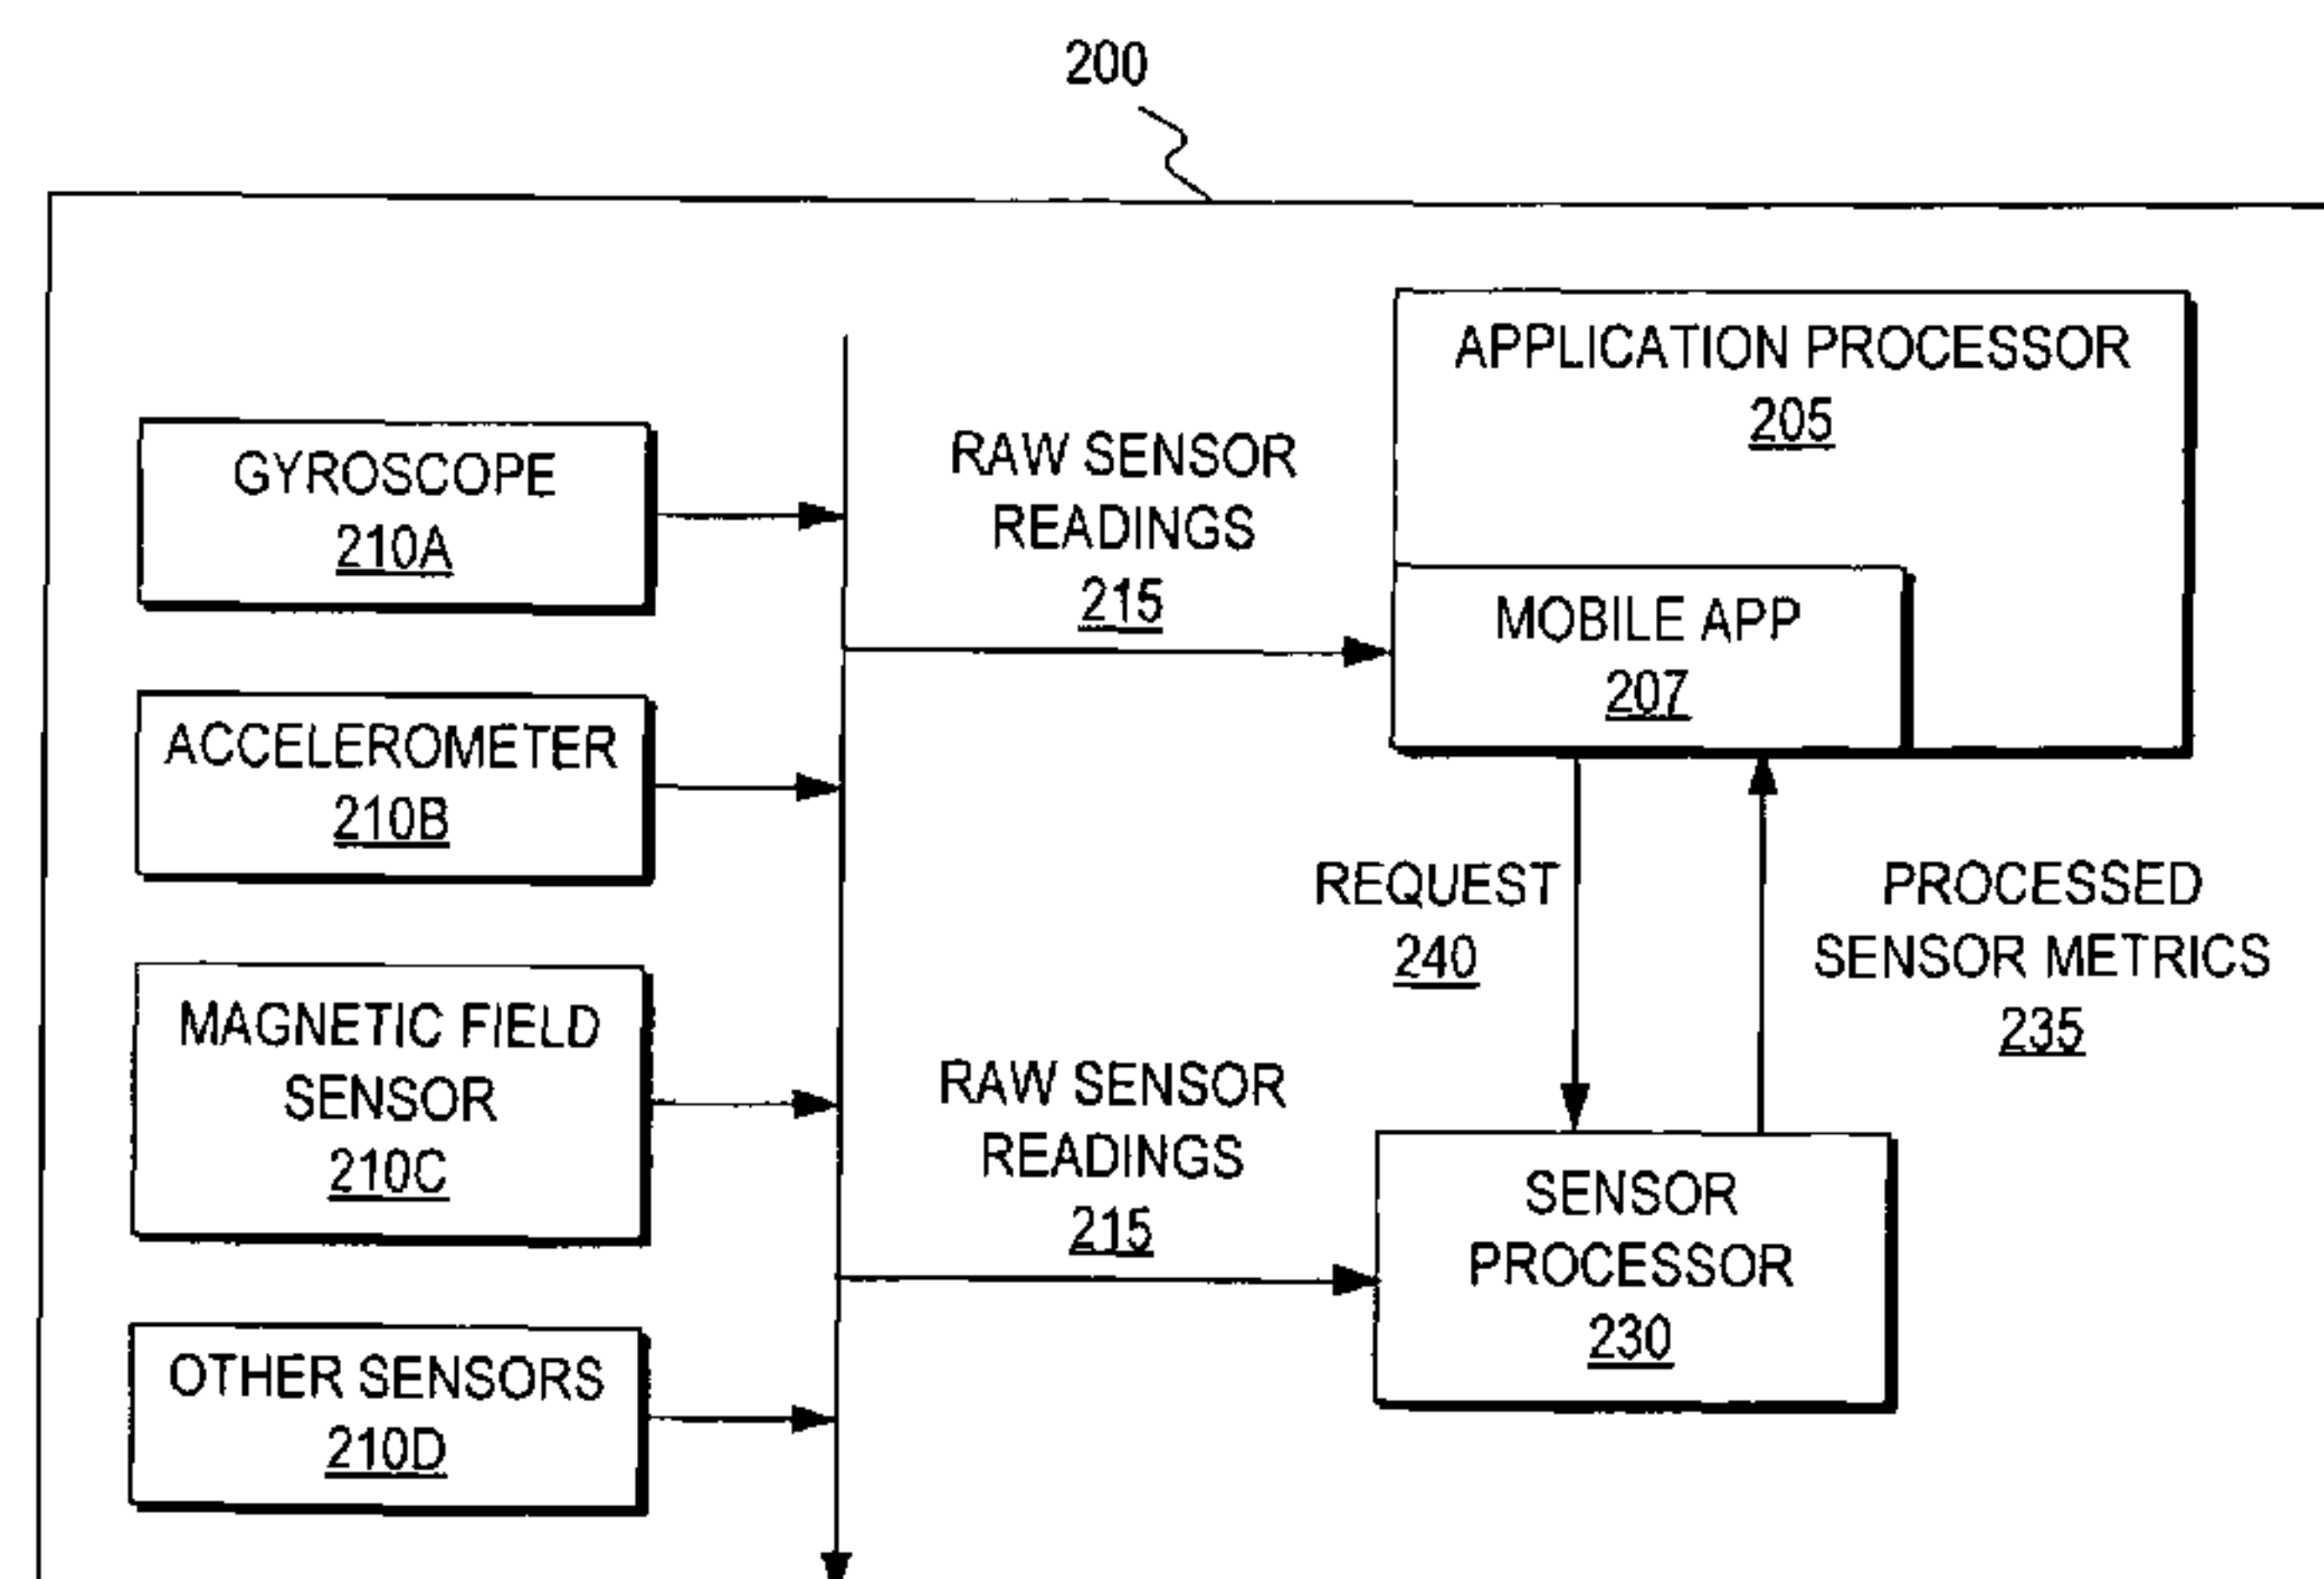 200
APPLICATION PROCESSOR
205
GYROSCOPE
210A
RAW SENSOR
READINGS
215
MOBILE APP
207
ACCELEROMETER
210B
REQUEST
240
PROCESSED
SENSOR METRICS
235
MAGNETIC FIELD
SENSOR
210C
RAW SENSOR
READINGS
215
SENSOR
PROCESSOR
230
OTHER SENSORS
210D